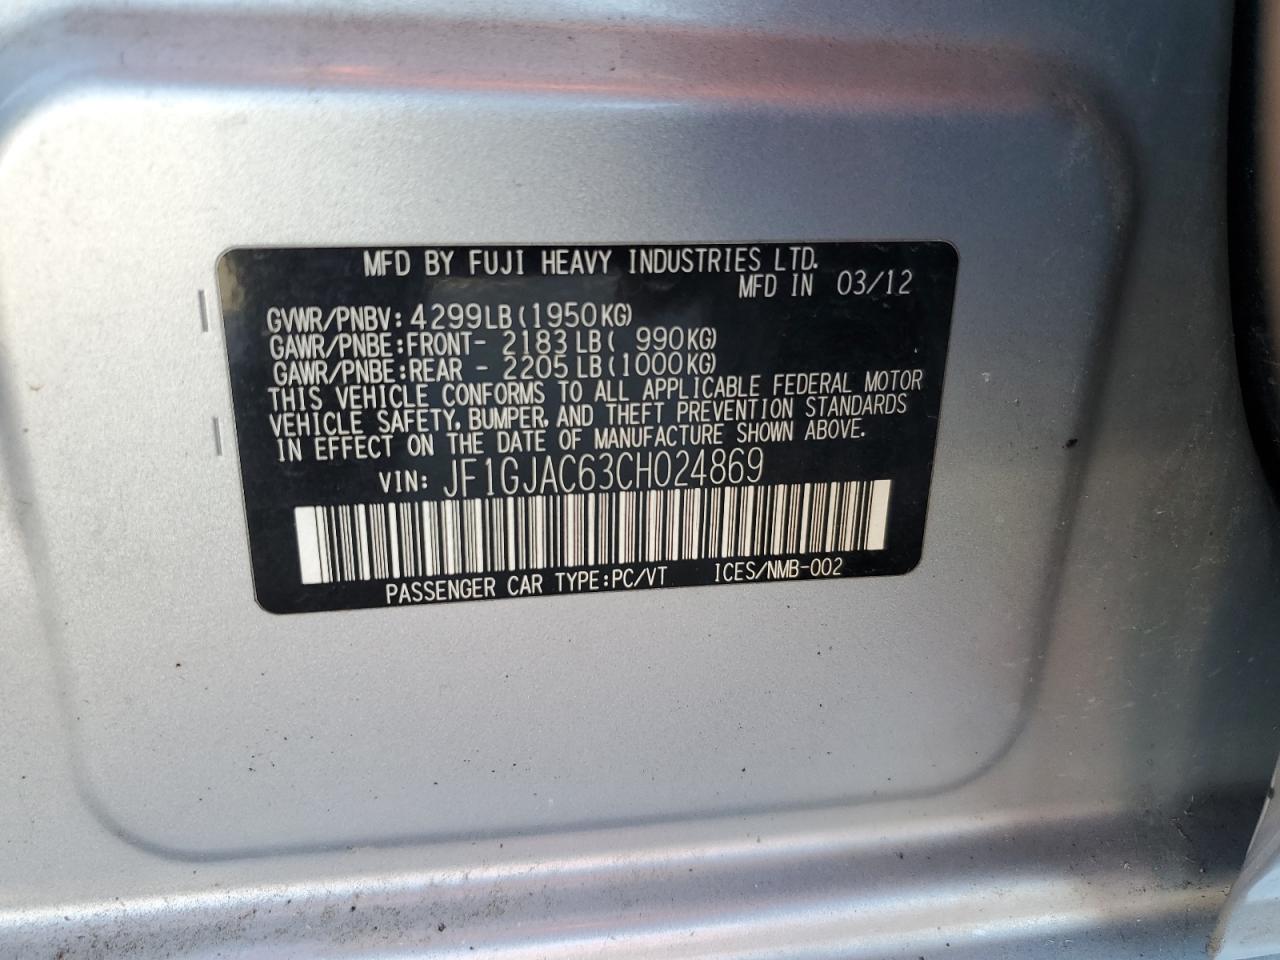 MFD BY FUJI HEAVY INDUSTRIES LTD.
MFD IN 03/12
GVWR/PNBV: 4299LB(1950KG)
GAWR/PNBE:FRONT- 2183LB( 990KG)
GAWR/PNBE:REAR - 2205LB(1000KG)
THIS VEHICLE CONFORMS TO ALL APPLICABLE FEDERAL MOTOR
VEHICLE SAFETY, BUMPER, AND THEFT PREVENTION STANDARDS
IN EFFECT ON THE DATE OF MANUFACTURE SHOWN ABOVE.
VIN: JF1GJAC63CH024869
PASSENGER CAR TYPE:PC/VT ICES/NMB-002